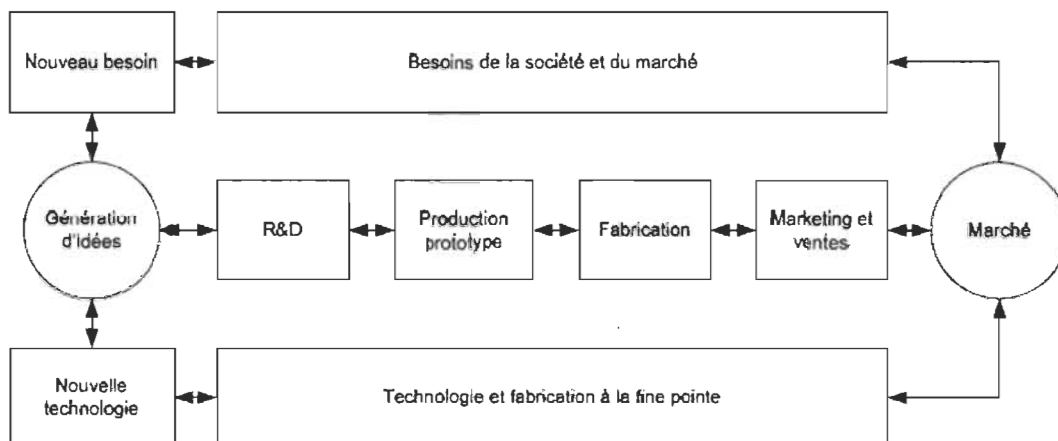 Nouveau besoin
Besoins de la société et du marché
Génération
d'idées
R&D
Production
prototype
Fabrication
Marketing et
ventes
Marché
Nouvelle
technologie
Technologie et fabrication à la fine pointe